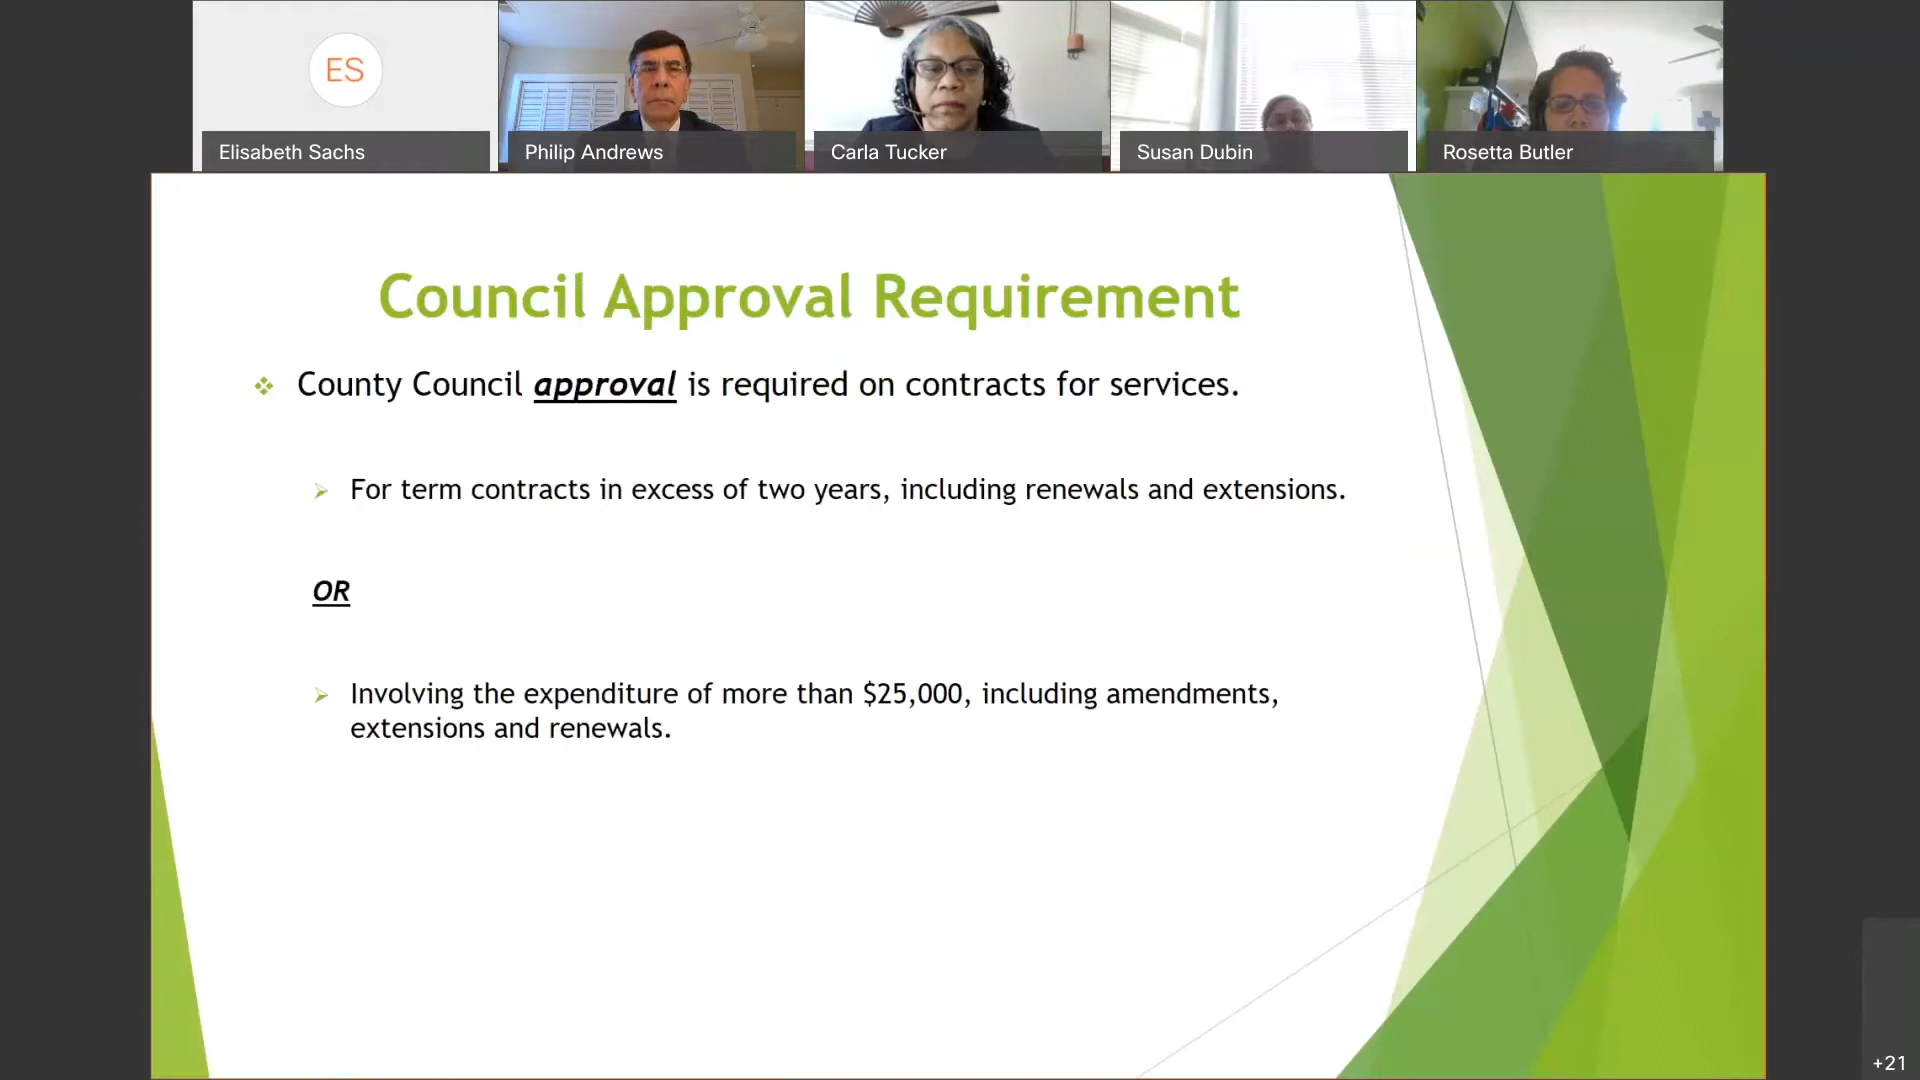 ES
Elisabeth Sachs
Philip Andrews
Carla Tucker
Susan Dubin
Rosetta Butler
Council Approval Requirement
County Council approval is required on contracts for services.
For term contracts in excess of two years, including renewals and extensions.
OR
Involving the expenditure of more than $25,000, including amendments,
extensions and renewals.
+21